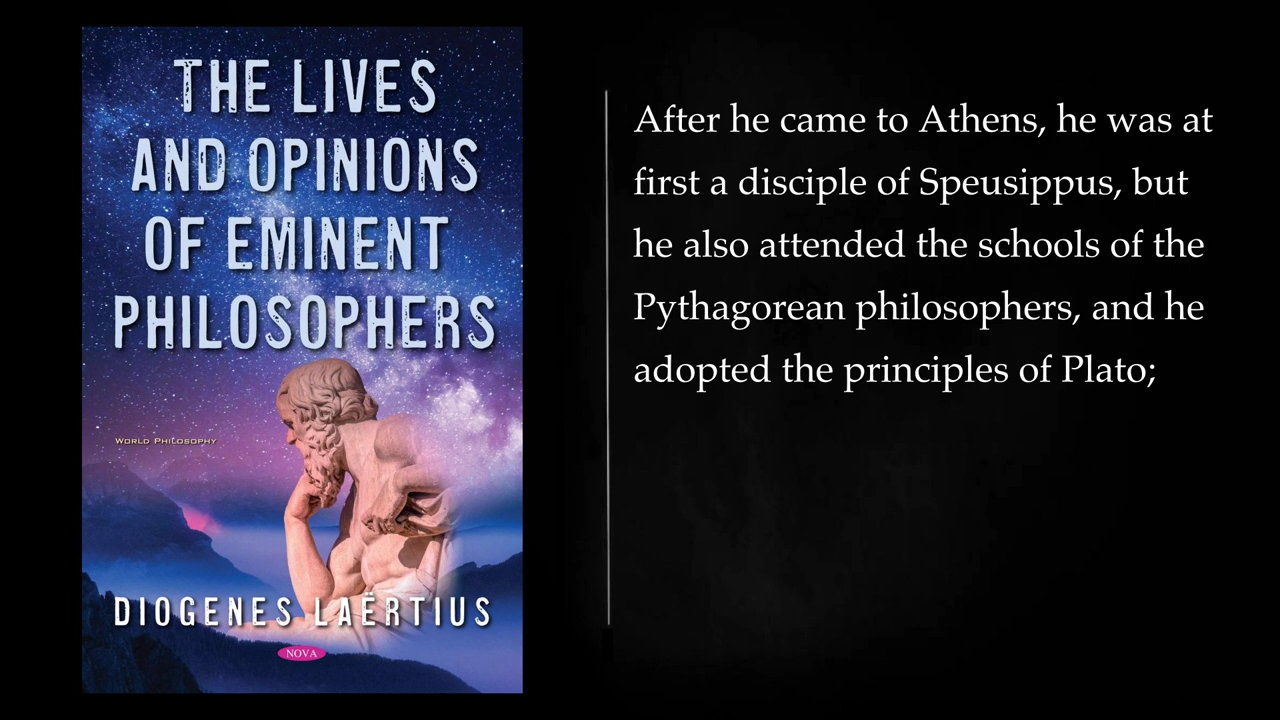 THE LIVES
AND OPINIONS
OF EMINENT
PHILOSOPHERS
WORLD PHILOSOPHY
DIOGENES LAËRTIUS
NOVA
After he came to Athens, he was at
first a disciple of Speusippus, but
he also attended the schools of the
Pythagorean philosophers, and he
adopted the principles of Plato;